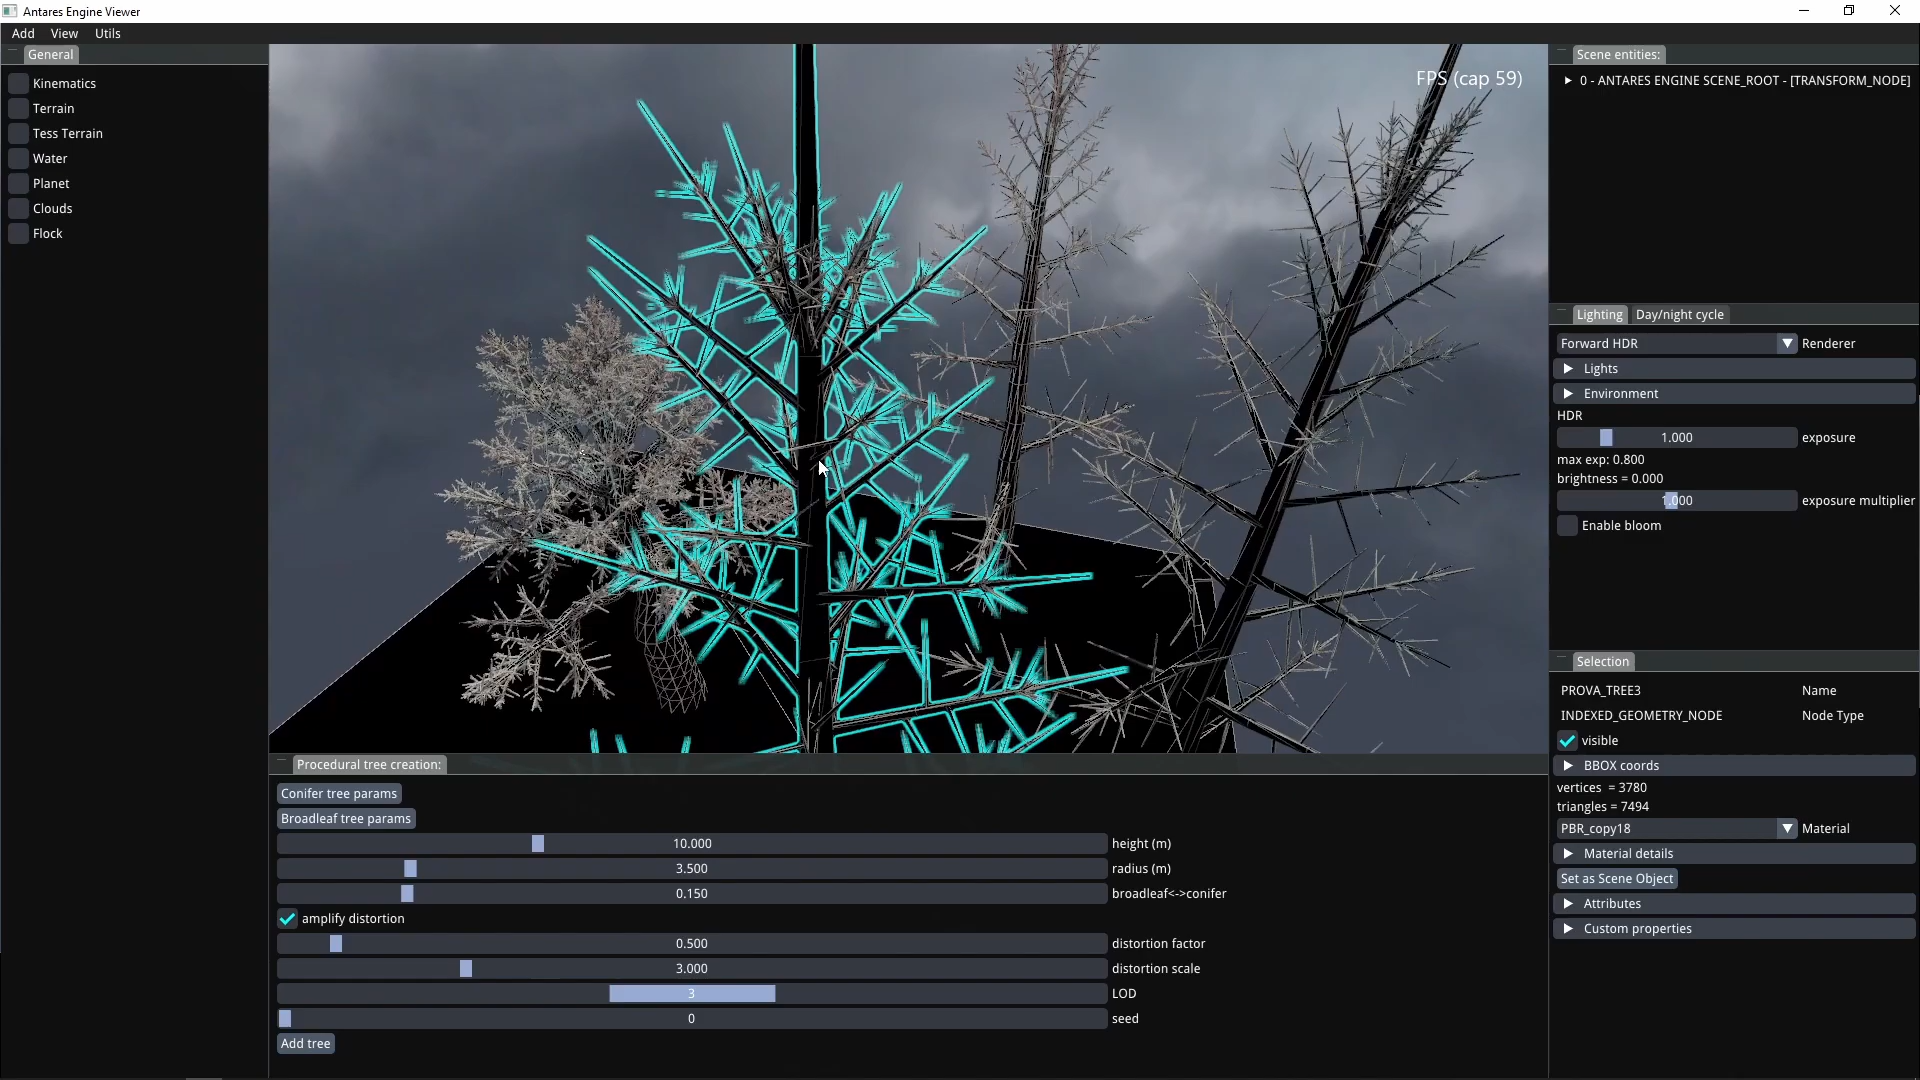 Antares Engine Viewer
Add View Utils
General
Kinematics
Terrain
Tess Terrain
Water
Planet
Clouds
Flock
FPS (cap 59)
Scene entities:
0 - ANTARES ENGINE SCENE_ROOT - [TRANSFORM_NODE]
Lighting Day/night cycle
Forward HDR Renderer
Lights
Environment
HDR
1.000 exposure
max exp: 0.800
brightness = 0.000
1.000 exposure multiplier
Enable bloom
Selection
PROVA_TREE3 Name
INDEXED_GEOMETRY_NODE Node Type
visible
BBOX coords
vertices = 3780
triangles = 7494
PBR_copy18 Material
Material details
Set as Scene Object
Attributes
Custom properties
Procedural tree creation:
Conifer tree params
Broadleaf tree params
10.000 height (m)
3.500 radius (m)
0.150 broadleaf<->conifer
amplify distortion
0.500 distortion factor
3.000 distortion scale
3 LOD
0 seed
Add tree